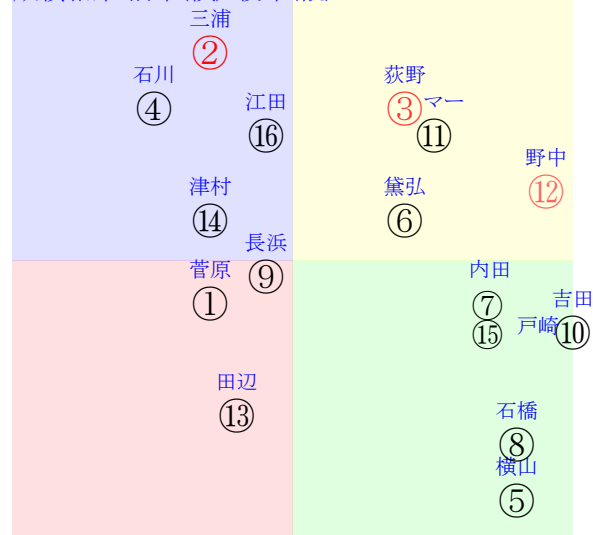 三浦
②
石川
④
江田
⑯
荻野
③
マー
⑪
野中
⑫
津村
⑭
黛弘
⑥
長浜
⑨
菅原
①
内田
⑦
⑮
戸崎
吉田
⑩
田辺
⑬
石橋
⑧
横山
⑤